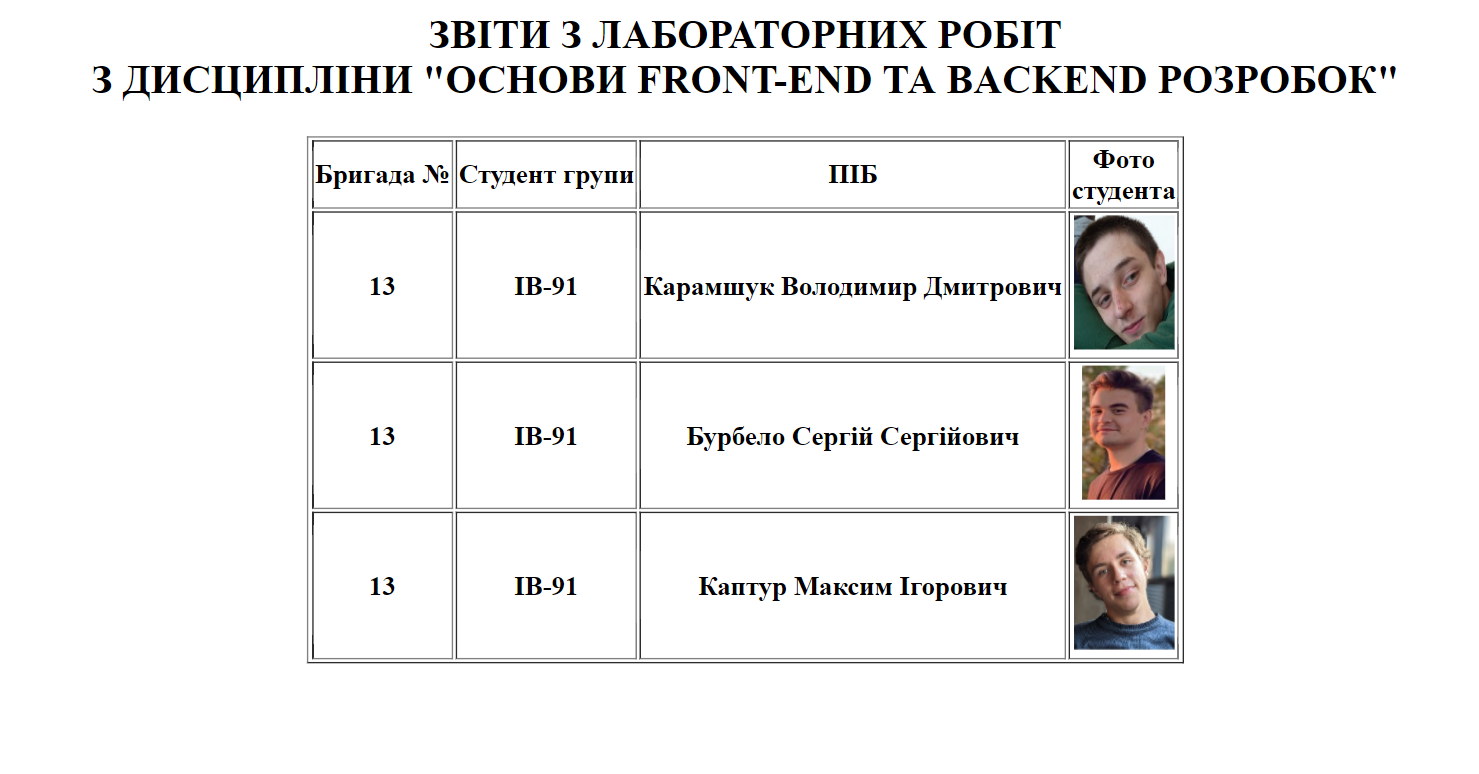 ЗВІТИ З ЛАБОРАТОРНИХ РОБІТ
З ДИСЦИПЛІНИ "ОСНОВИ FRONT-END ТА BACKEND РОЗРОБОК"
Бригада № Студент групи ПІБ Фото студента
13 ІВ-91 Карамшук Володимир Дмитрович
13 ІВ-91 Бурбело Сергій Сергійович
13 ІВ-91 Каптур Максим Ігорович